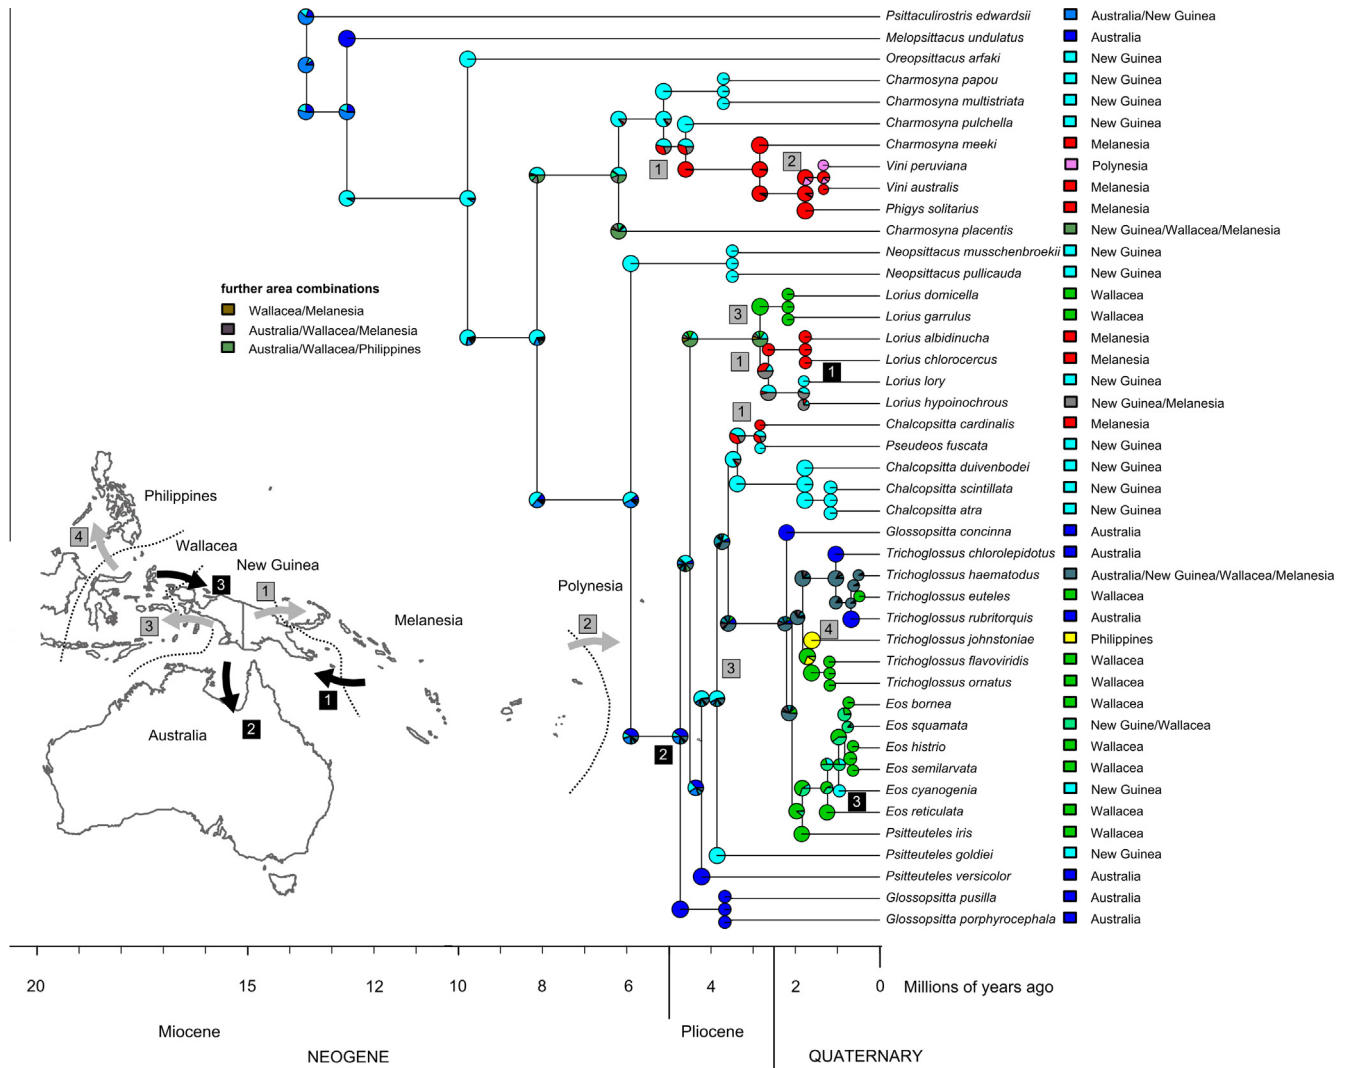 Psittaculirostris edwardsii Australia/New Guinea
Melopsittacus undulatus Australia
Oreopsittacus arfaki New Guinea
Charmosyna papou New Guinea
Charmosyna multistriata New Guinea
Charmosyna pulchella New Guinea
Charmosyna meeki Melanesia
1
2
Vini peruviana Polynesia
Vini australis Melanesia
Phigys solitarius Melanesia
Charmosyna placentis New Guinea/Wallacea/Melanesia
Neopsittacus musschenbroekii New Guinea
Neopsittacus pullicauda New Guinea
further area combinations
Wallacea/Melanesia
Australia/Wallacea/Melanesia
Australia/Wallacea/Philippines
Lorius domicella Wallacea
3
Lorius garrulus Wallacea
Lorius albidinucha Melanesia
1
Lorius chlorocercus Melanesia
1
Lorius lory New Guinea
Lorius hypoinochrous New Guinea/Melanesia
1
Chalcopsitta cardinalis Melanesia
Pseudeos fuscata New Guinea
Chalcopsitta duivenbodei New Guinea
Chalcopsitta scintillata New Guinea
Chalcopsitta atra New Guinea
Glossopsitta concinna Australia
Trichoglossus chlorolepidotus Australia
Trichoglossus haematodus Australia/New Guinea/Wallacea/Melanesia
Trichoglossus euteles Wallacea
Trichoglossus rubritorquis Australia
4
Trichoglossus johnstoniae Philippines
Trichoglossus flavoviridis Wallacea
3
Trichoglossus ornatus Wallacea
Eos bornea Wallacea
Eos squamata New Guine/Wallacea
Eos histrio Wallacea
2
Eos semilarvata Wallacea
Eos cyanogenia New Guinea
3
Eos reticulata Wallacea
Psitteuteles iris Wallacea
Psitteuteles goldiei New Guinea
Psitteuteles versicolor Australia
Glossopsitta pusilla Australia
Glossopsitta porphyrocephala Australia
Philippines
4
Wallacea
New Guinea
3
1
Polynesia
2
Melanesia
3
1
2
Australia
20 15 12 10 8 6 4 2 0 Millions of years ago
Miocene Pliocene
NEOGENE QUATERNARY